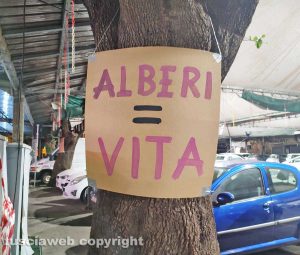 ALBERI
=
VITA
tusciaweb copyright